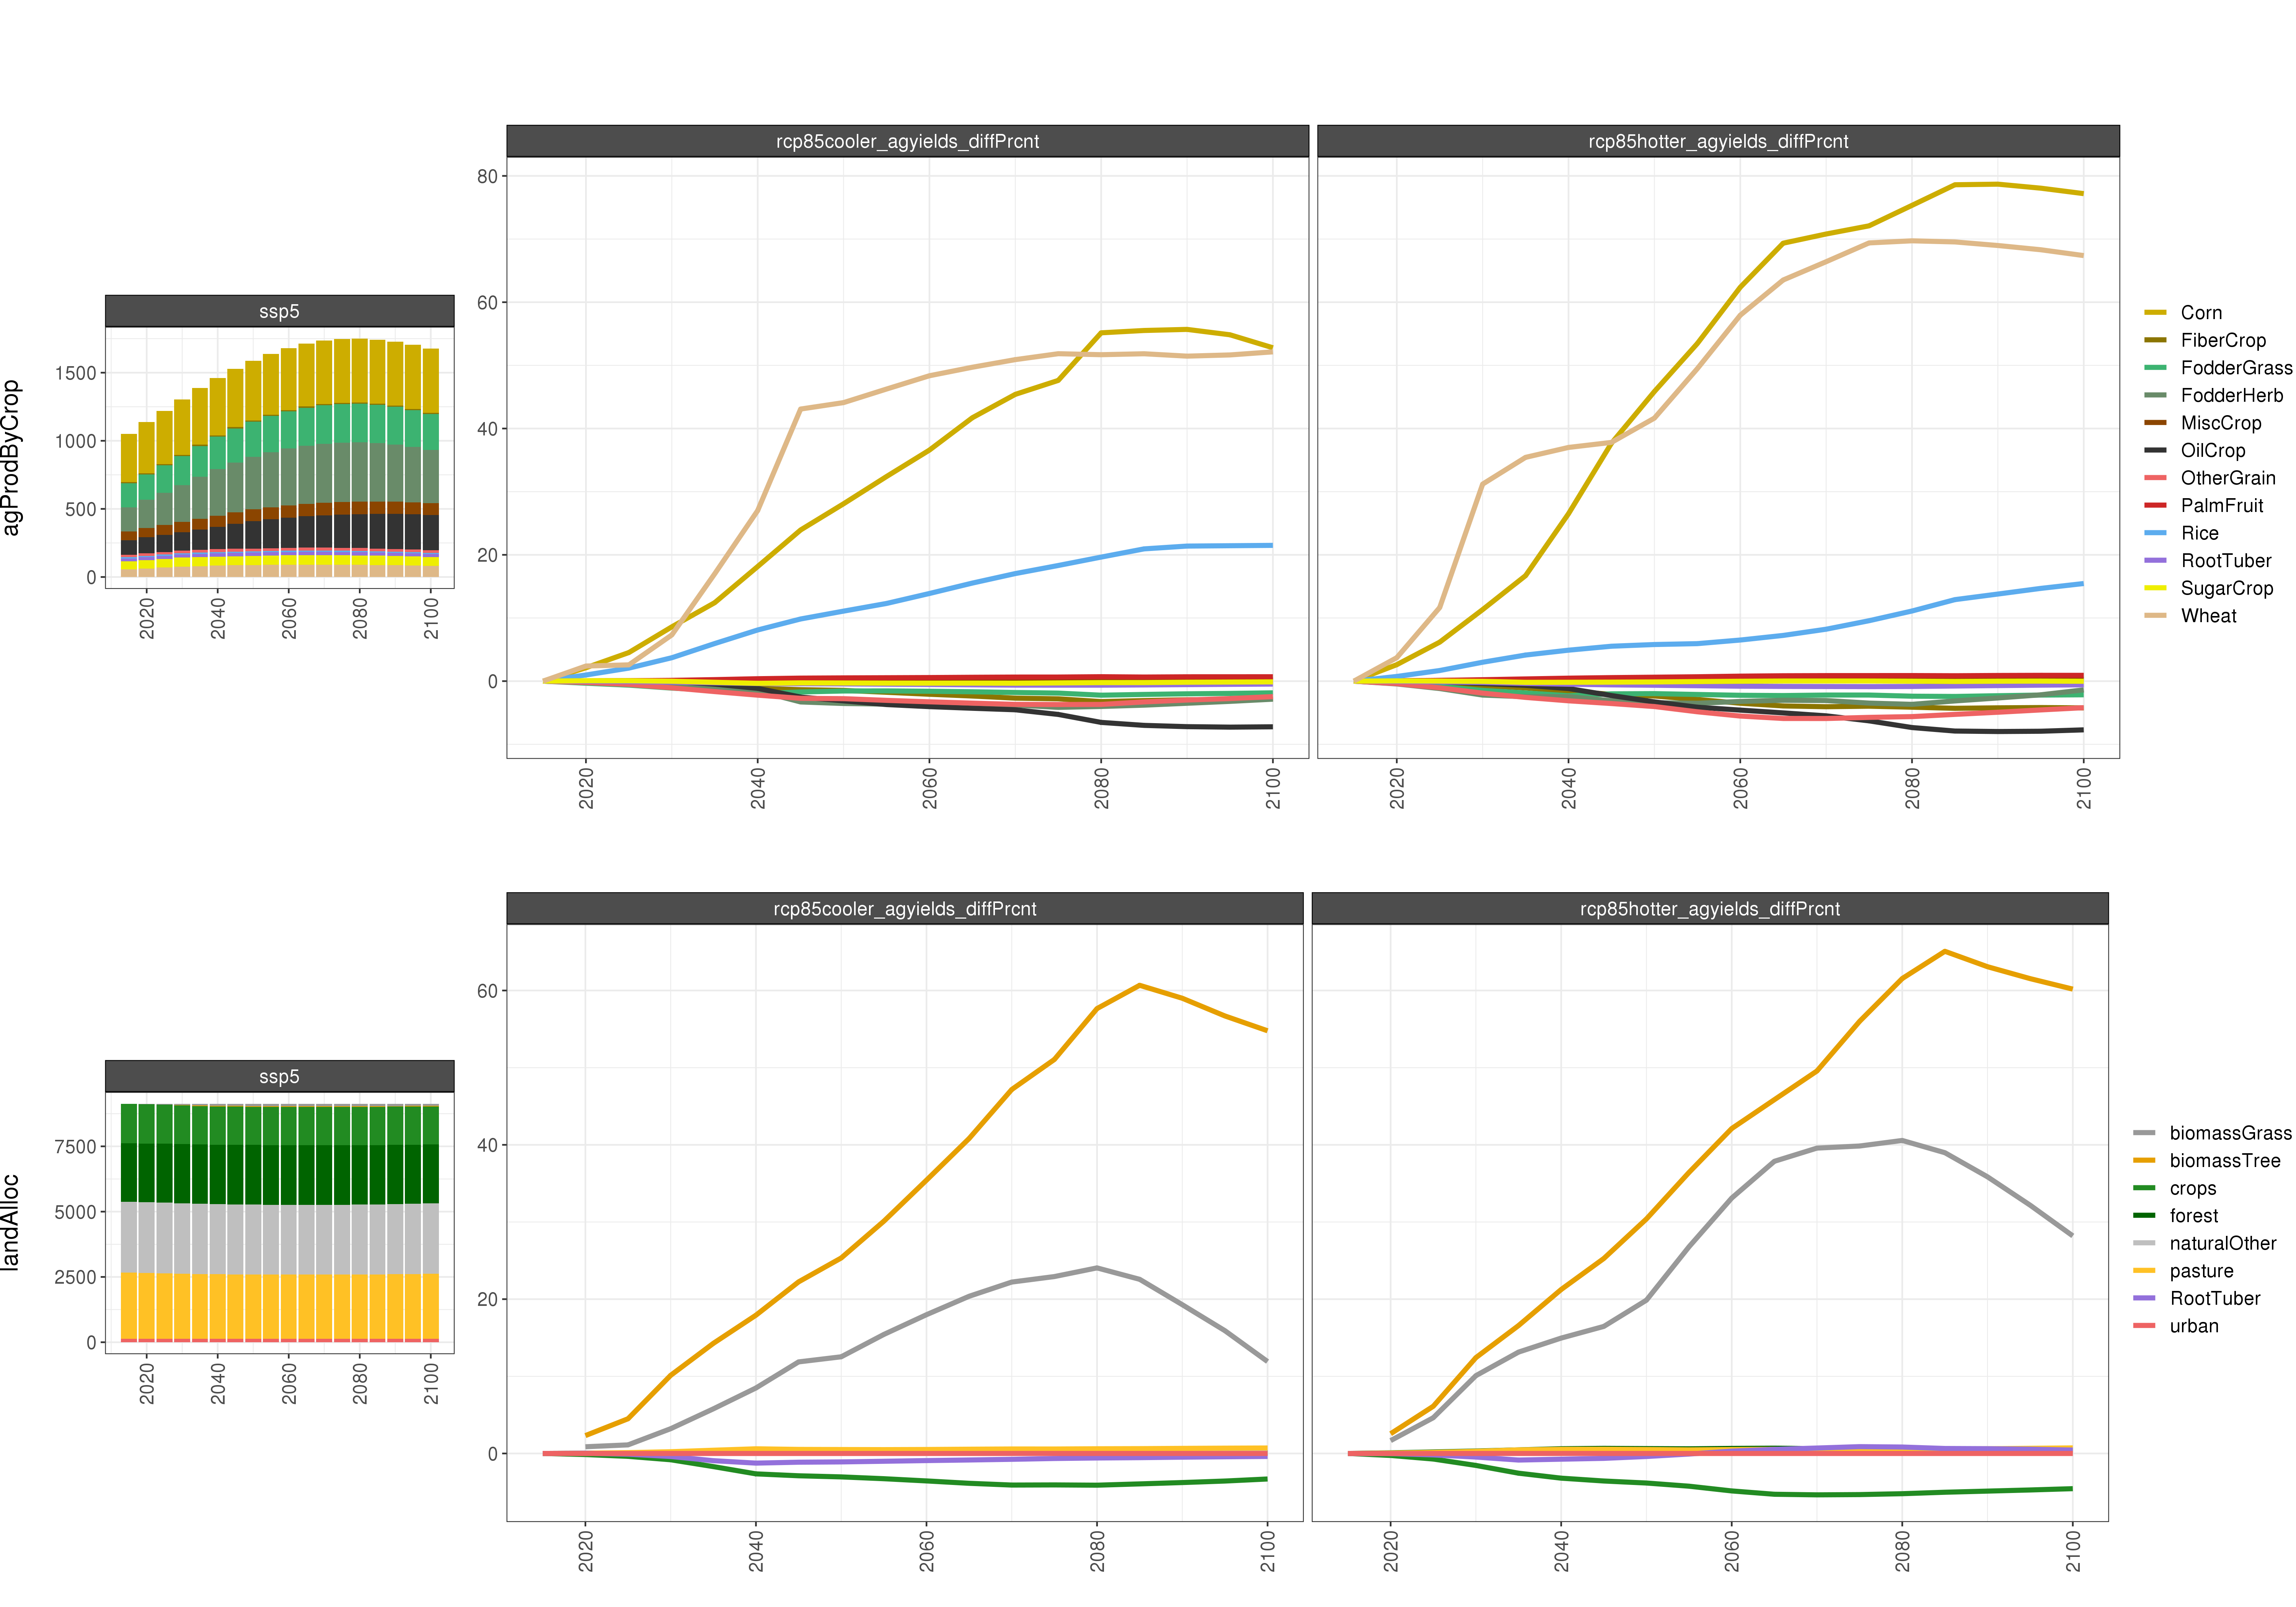 agProdByCrop
ssp5
1500
1000
500
0
2020
2040
2060
2080
2100
rcp85cooler_agyields_diffPrcnt
rcp85hotter_agyields_diffPrcnt
80
60
40
20
0
2020
2040
2060
2080
2100
2020
2040
2060
2080
2100
Corn
FiberCrop
FodderGrass
FodderHerb
MiscCrop
OilCrop
OtherGrain
PalmFruit
Rice
RootTuber
SugarCrop
Wheat
landAlloc
ssp5
7500
5000
2500
0
2020
2040
2060
2080
2100
rcp85cooler_agyields_diffPrcnt
rcp85hotter_agyields_diffPrcnt
60
40
20
0
2020
2040
2060
2080
2100
2020
2040
2060
2080
2100
biomassGrass
biomassTree
crops
forest
naturalOther
pasture
RootTuber
urban